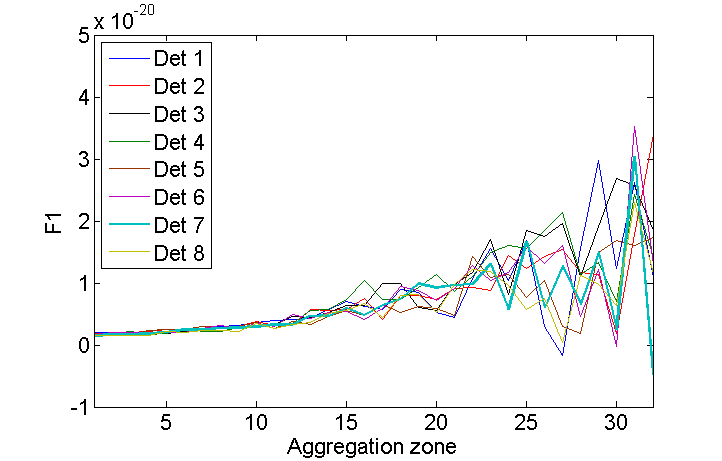 x 10^-20
5
4
3
2
1
0
-1
F1
Det 1
Det 2
Det 3
Det 4
Det 5
Det 6
Det 7
Det 8
5 10 15 20 25 30
Aggregation zone